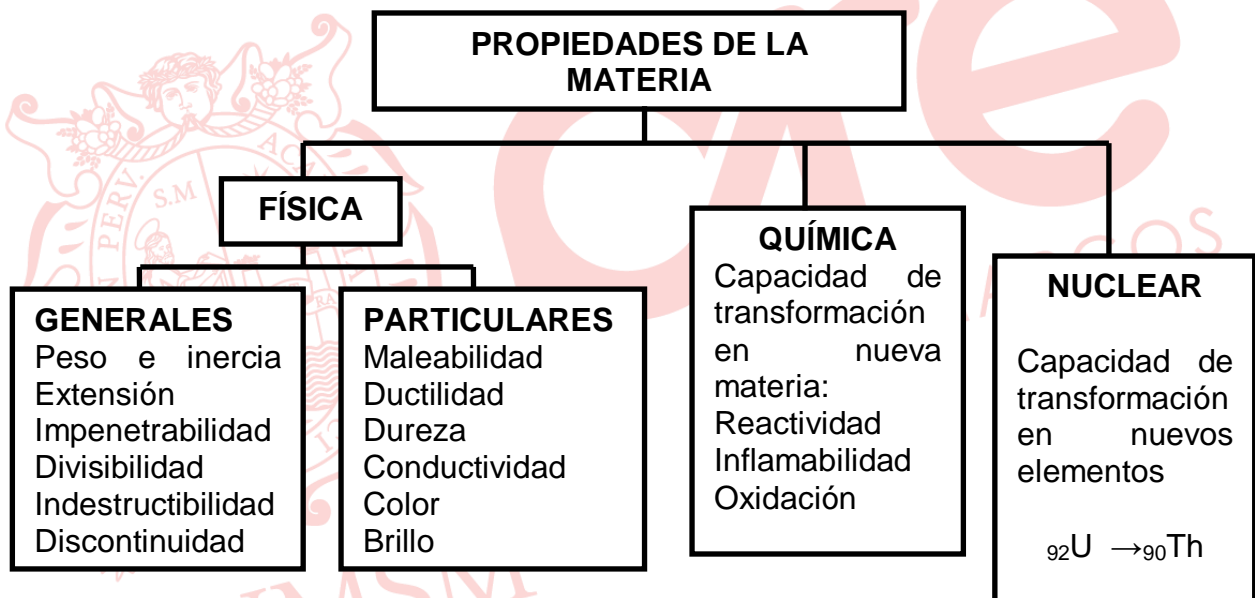 PROPIEDADES DE LA
MATERIA
FÍSICA
GENERALES
Peso e inercia
Extensión
Impenetrabilidad
Divisibilidad
Indestructibilidad
Discontinuidad
PARTICULARES
Maleabilidad
Ductilidad
Dureza
Conductividad
Color
Brillo
QUÍMICA
Capacidad de
transformación
en nueva
materia:
Reactividad
Inflamabilidad
Oxidación
NUCLEAR
Capacidad de
transformación
en nuevos
elementos
₉₂U →₉₀Th
S.M
PERV.